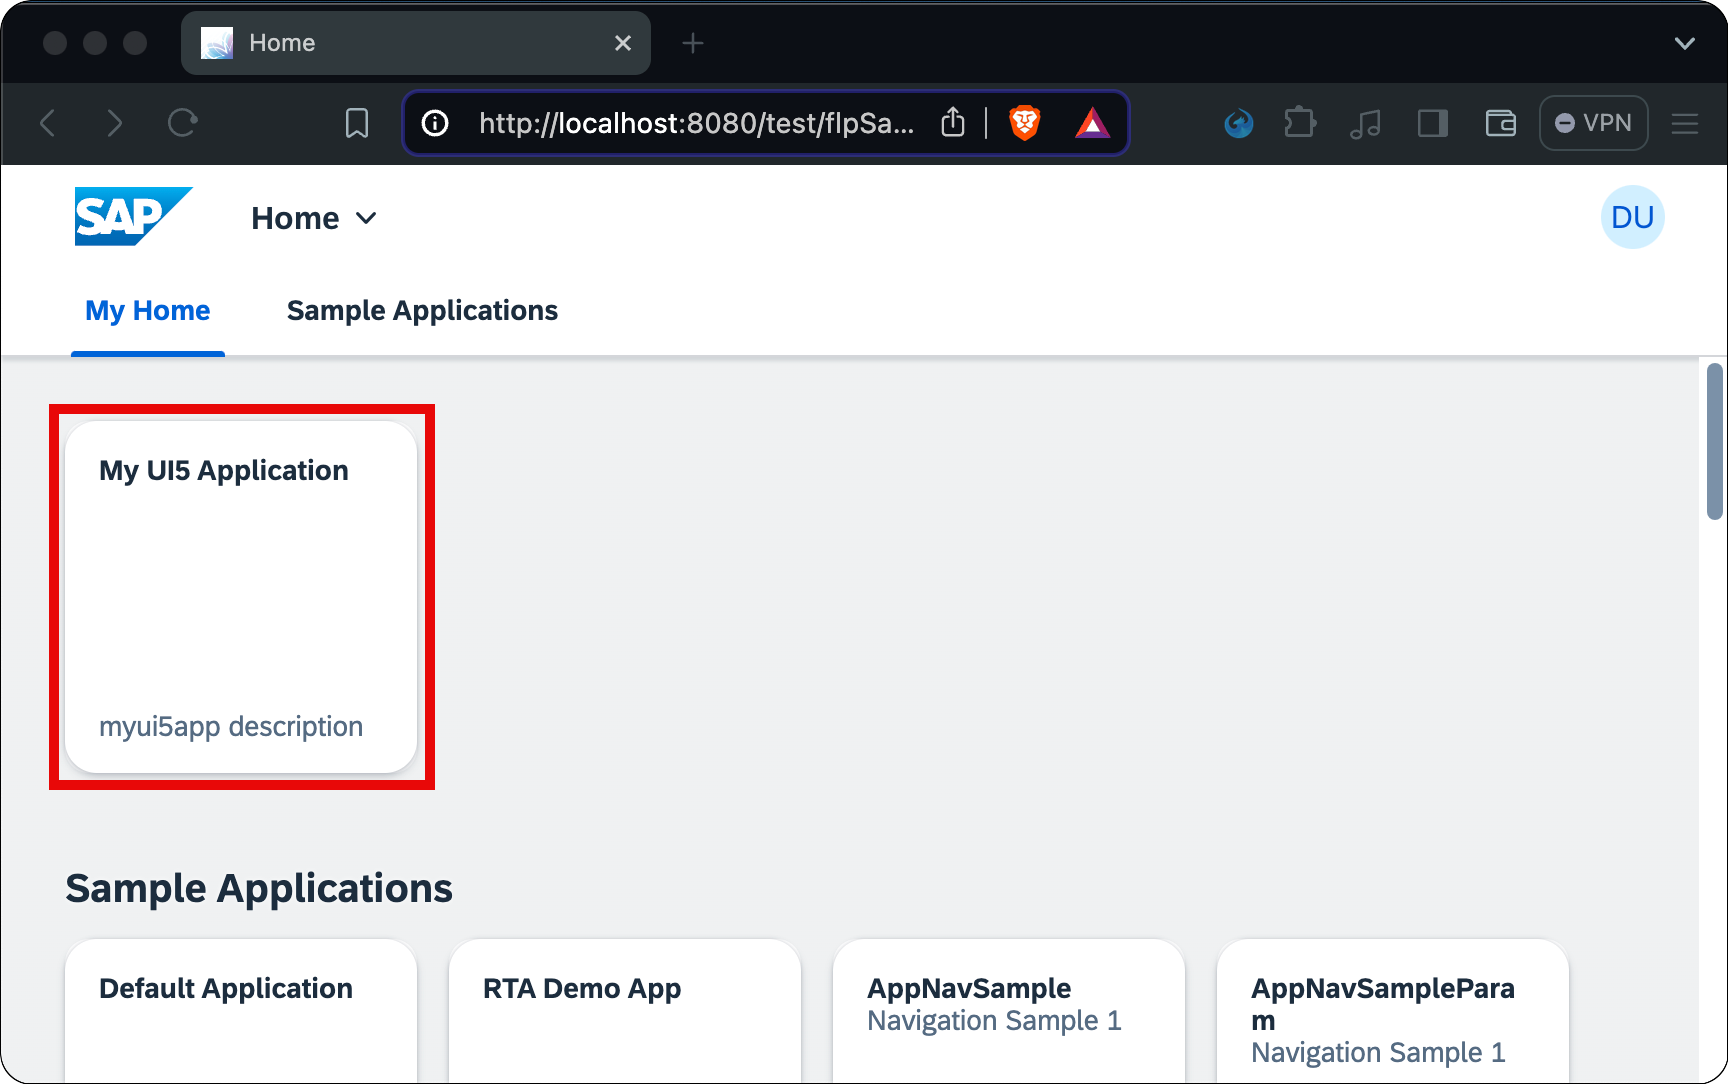 Home
http://localhost:8080/test/flpSa...
VPN
SAP
Home
DU
My Home
Sample Applications
My UI5 Application
myui5app description
Sample Applications
Default Application
RTA Demo App
AppNavSample
Navigation Sample 1
AppNavSamplePara
m
Navigation Sample 1